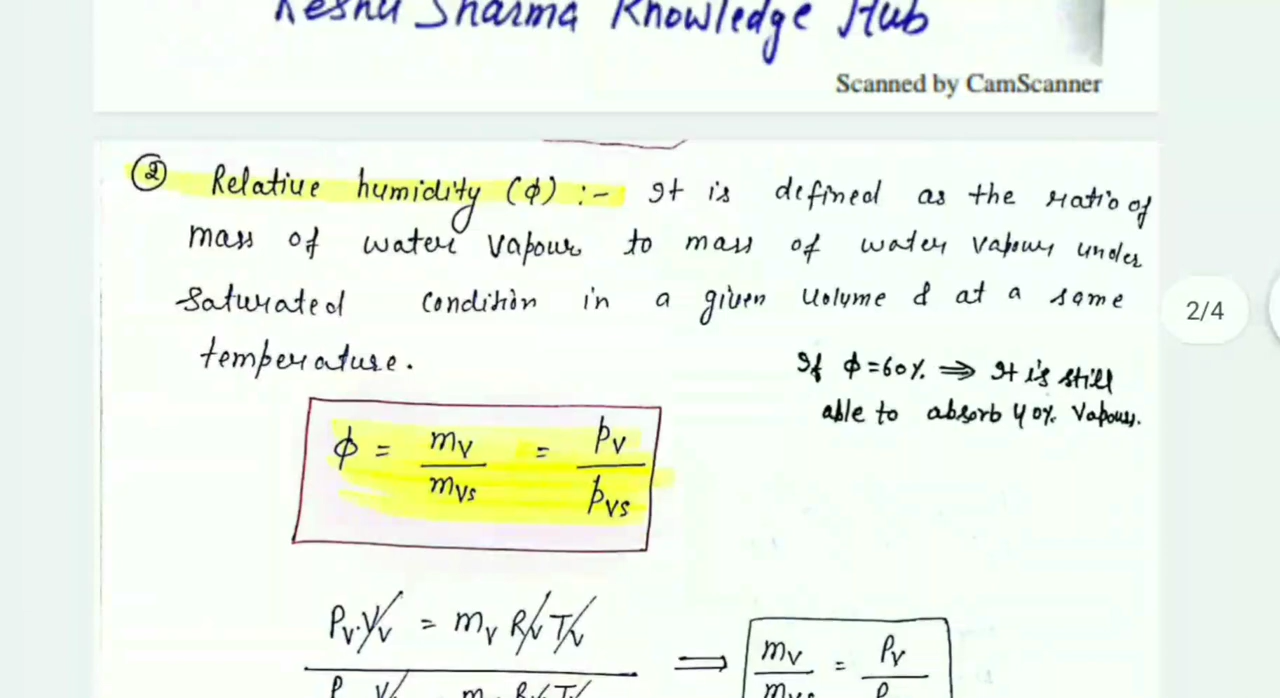 Keshu Sharma Knowledge Hub
Scanned by CamScanner
② Relative humidity (ϕ) :- It is defined as the ratio of
mass of water vapour to mass of water vapour under
saturated condition in a given volume & at a same
temperature.
2/4
If ϕ = 60% ⇒ It is still
able to absorb 40% vapour.
ϕ = mv/mvs = pv/pvs
Pv.Vv = mv Rv Tv
⇒ mv/mvs = Pv/P